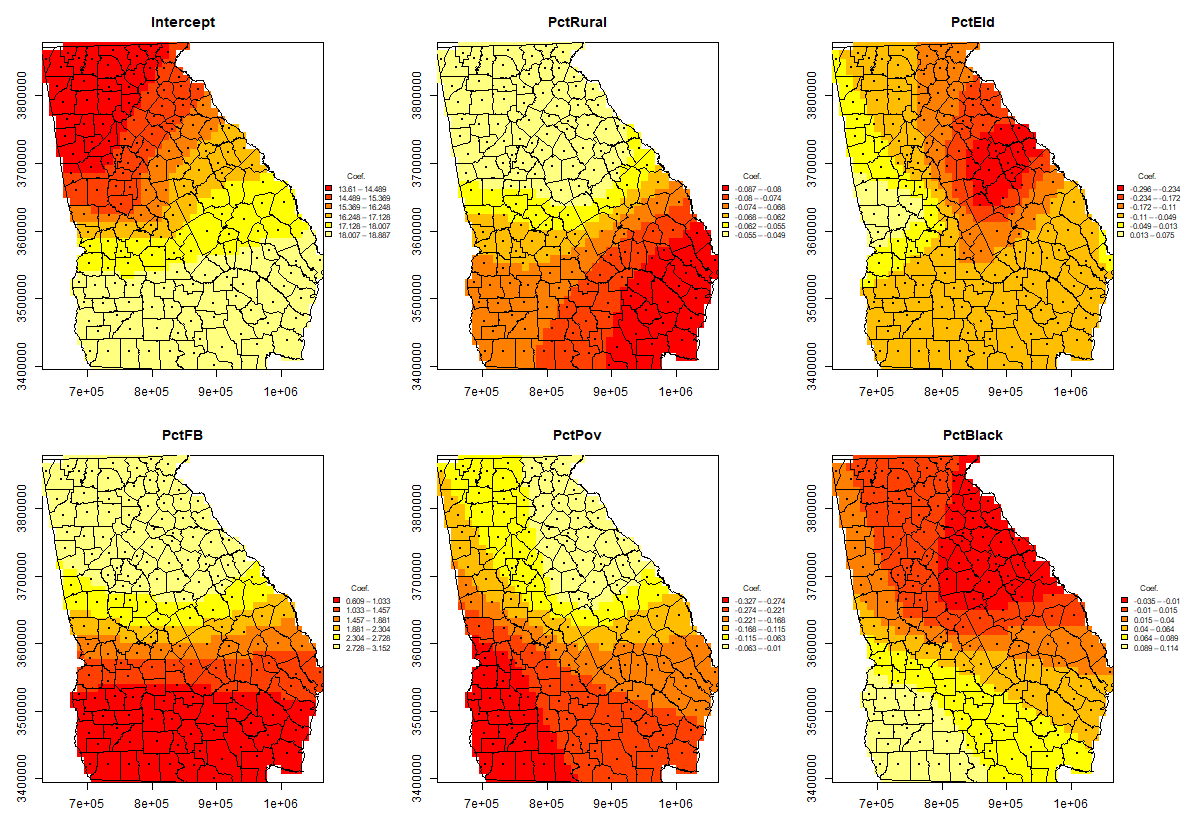 Intercept
3400000 3500000 3600000 3700000 3800000
7e+05 8e+05 9e+05 1e+06
Coef.
13.61 – 14.489
14.489 – 15.369
15.369 – 16.248
16.248 – 17.128
17.128 – 18.007
18.007 – 18.887
PctRural
3400000 3500000 3600000 3700000 3800000
7e+05 8e+05 9e+05 1e+06
Coef.
-0.087 – -0.08
-0.08 – -0.074
-0.074 – -0.068
-0.068 – -0.062
-0.062 – -0.055
-0.055 – -0.049
PctEld
3400000 3500000 3600000 3700000 3800000
7e+05 8e+05 9e+05 1e+06
Coef.
-0.296 – -0.234
-0.234 – -0.172
-0.172 – -0.11
-0.11 – -0.049
-0.049 – 0.013
0.013 – 0.075
PctFB
3400000 3500000 3600000 3700000 3800000
7e+05 8e+05 9e+05 1e+06
Coef.
0.609 – 1.033
1.033 – 1.457
1.457 – 1.881
1.881 – 2.304
2.304 – 2.728
2.728 – 3.152
PctPov
3400000 3500000 3600000 3700000 3800000
7e+05 8e+05 9e+05 1e+06
Coef.
-0.327 – -0.274
-0.274 – -0.221
-0.221 – -0.168
-0.168 – -0.115
-0.115 – -0.063
-0.063 – -0.01
PctBlack
3400000 3500000 3600000 3700000 3800000
7e+05 8e+05 9e+05 1e+06
Coef.
-0.035 – -0.01
-0.01 – 0.015
0.015 – 0.04
0.04 – 0.064
0.064 – 0.089
0.089 – 0.114